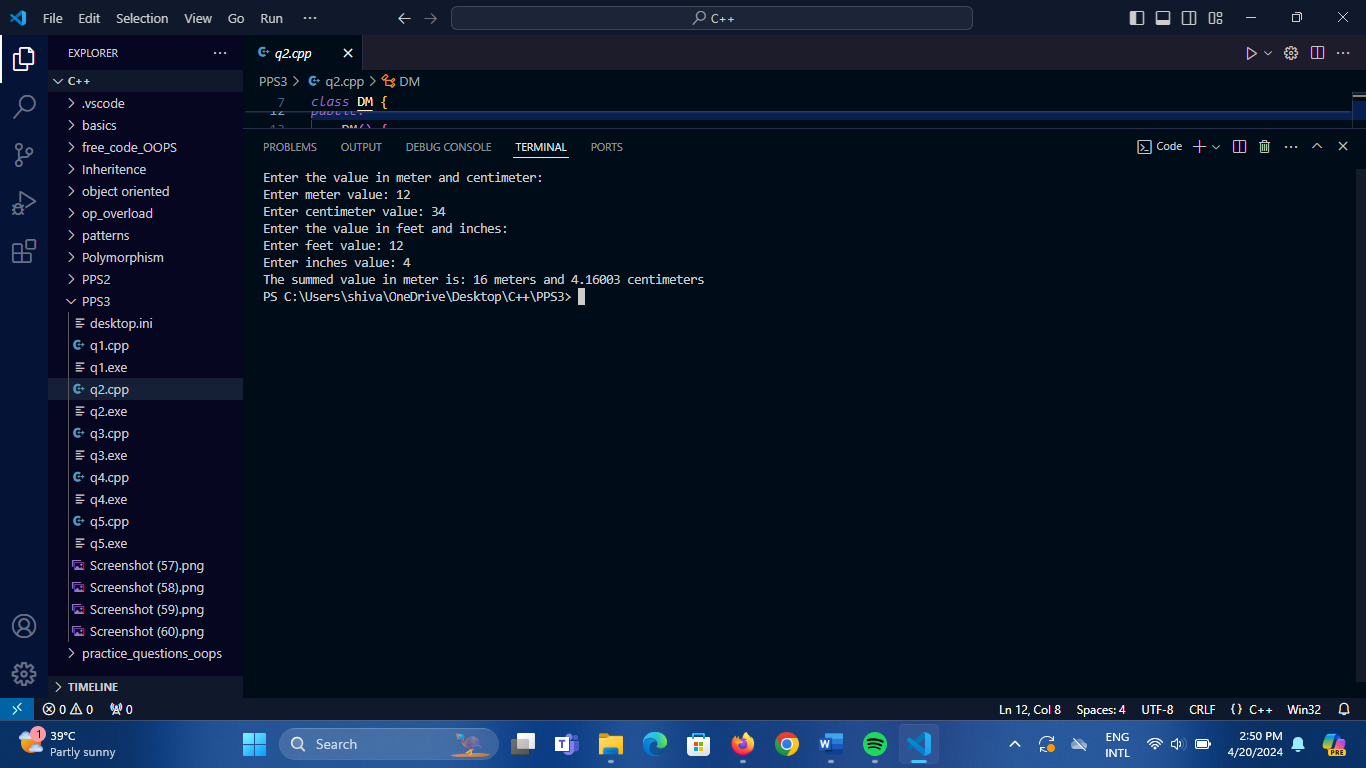 File Edit Selection View Go Run ···
C++
EXPLORER ···
C++
.vscode
basics
free_code_OOPS
Inheritence
object oriented
op_overload
patterns
Polymorphism
PPS2
PPS3
desktop.ini
q1.cpp
q1.exe
q2.cpp
q2.exe
q3.cpp
q3.exe
q4.cpp
q4.exe
q5.cpp
q5.exe
Screenshot (57).png
Screenshot (58).png
Screenshot (59).png
Screenshot (60).png
practice_questions_oops
TIMELINE
q2.cpp
PPS3 > q2.cpp > DM
7 class DM {
12 public:
13 DM() {
PROBLEMS OUTPUT DEBUG CONSOLE TERMINAL PORTS
Code
Enter the value in meter and centimeter:
Enter meter value: 12
Enter centimeter value: 34
Enter the value in feet and inches:
Enter feet value: 12
Enter inches value: 4
The summed value in meter is: 16 meters and 4.16003 centimeters
PS C:\Users\shiva\OneDrive\Desktop\C++\PPS3>
0 0 0
Ln 12, Col 8 Spaces: 4 UTF-8 CRLF {} C++ Win32
1
39°C
Partly sunny
Search
ENG
INTL
2:50 PM
4/20/2024
PRE